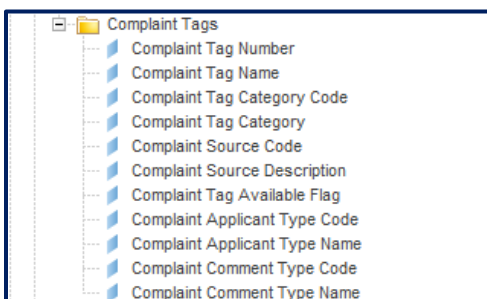 Complaint Tags
Complaint Tag Number
Complaint Tag Name
Complaint Tag Category Code
Complaint Tag Category
Complaint Source Code
Complaint Source Description
Complaint Tag Available Flag
Complaint Applicant Type Code
Complaint Applicant Type Name
Complaint Comment Type Code
Complaint Comment Type Name